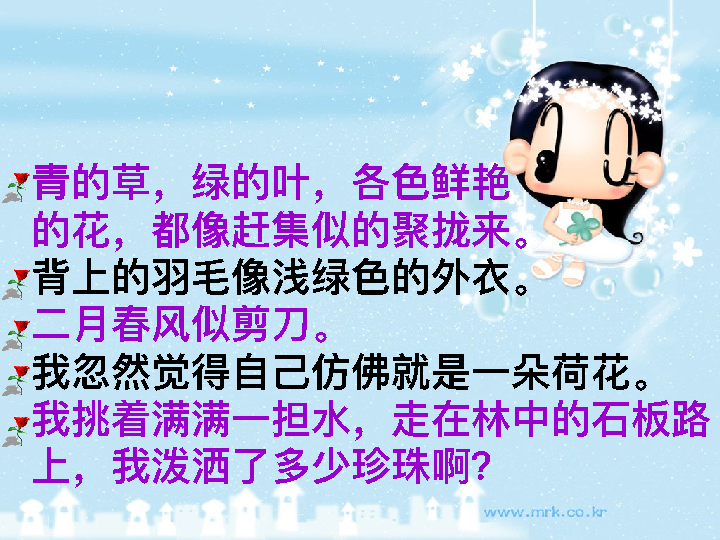 青的草，绿的叶，各色鲜艳
的花，都像赶集似的聚拢来。
背上的羽毛像浅绿色的外衣。
二月春风似剪刀。
我忽然觉得自己仿佛就是一朵荷花。
我挑着满满一担水，走在林中的石板路
上，我泼洒了多少珍珠啊?
www.mrk.co.kr